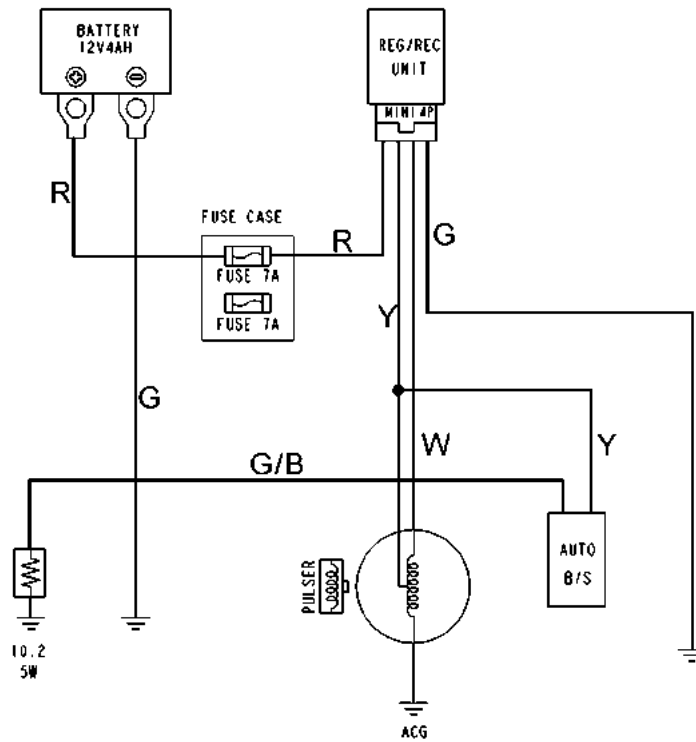 BATTERY
12V4AH
REG/REC
UNIT
MINI 4P
R
FUSE CASE
R
G
FUSE 7A
FUSE 7A
Y
G
W
Y
G/B
AUTO
B/S
PULSER
10.2
5W
ACG